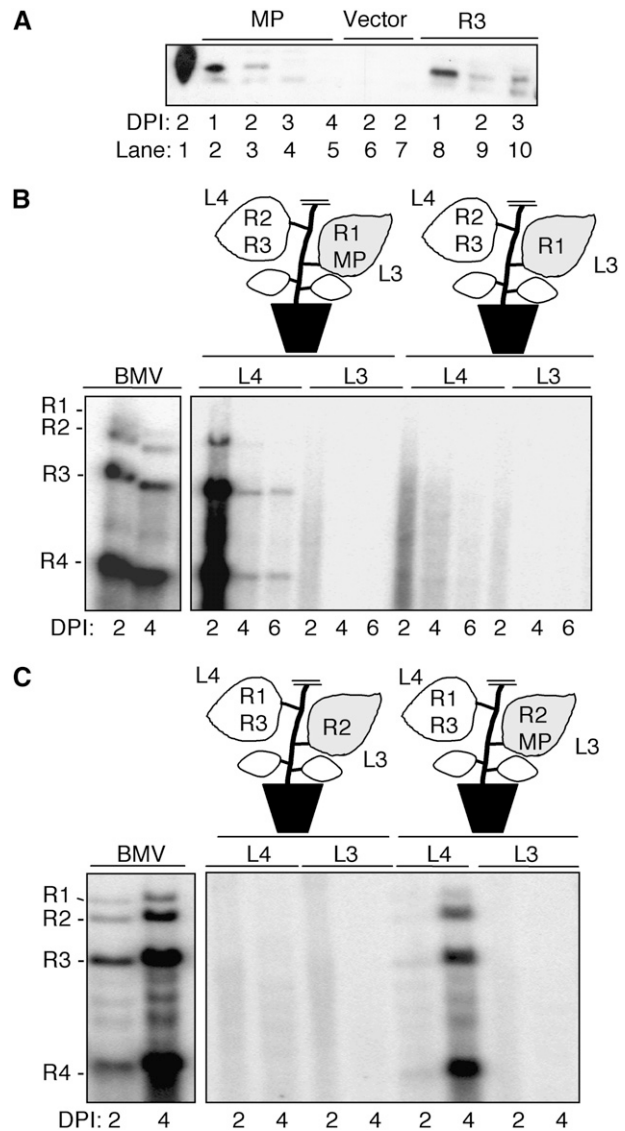 A
MP Vector R3
DPI: 2 1 2 3 4 2 2 1 2 3
Lane: 1 2 3 4 5 6 7 8 9 10
B
L4 R2 R3 R1 MP L3
L4 R2 R3 R1 L3
BMV L4 L3 L4 L3
R1
R2 -
R3 -
R4 -
DPI: 2 4 2 4 6 2 4 6 2 4 6 2 4 6
C
L4 R1 R3 R2 L3
L4 R1 R3 R2 MP L3
BMV L4 L3 L4 L3
R1 -
R2 -
R3 -
R4 -
DPI: 2 4 2 4 2 4 2 4 2 4